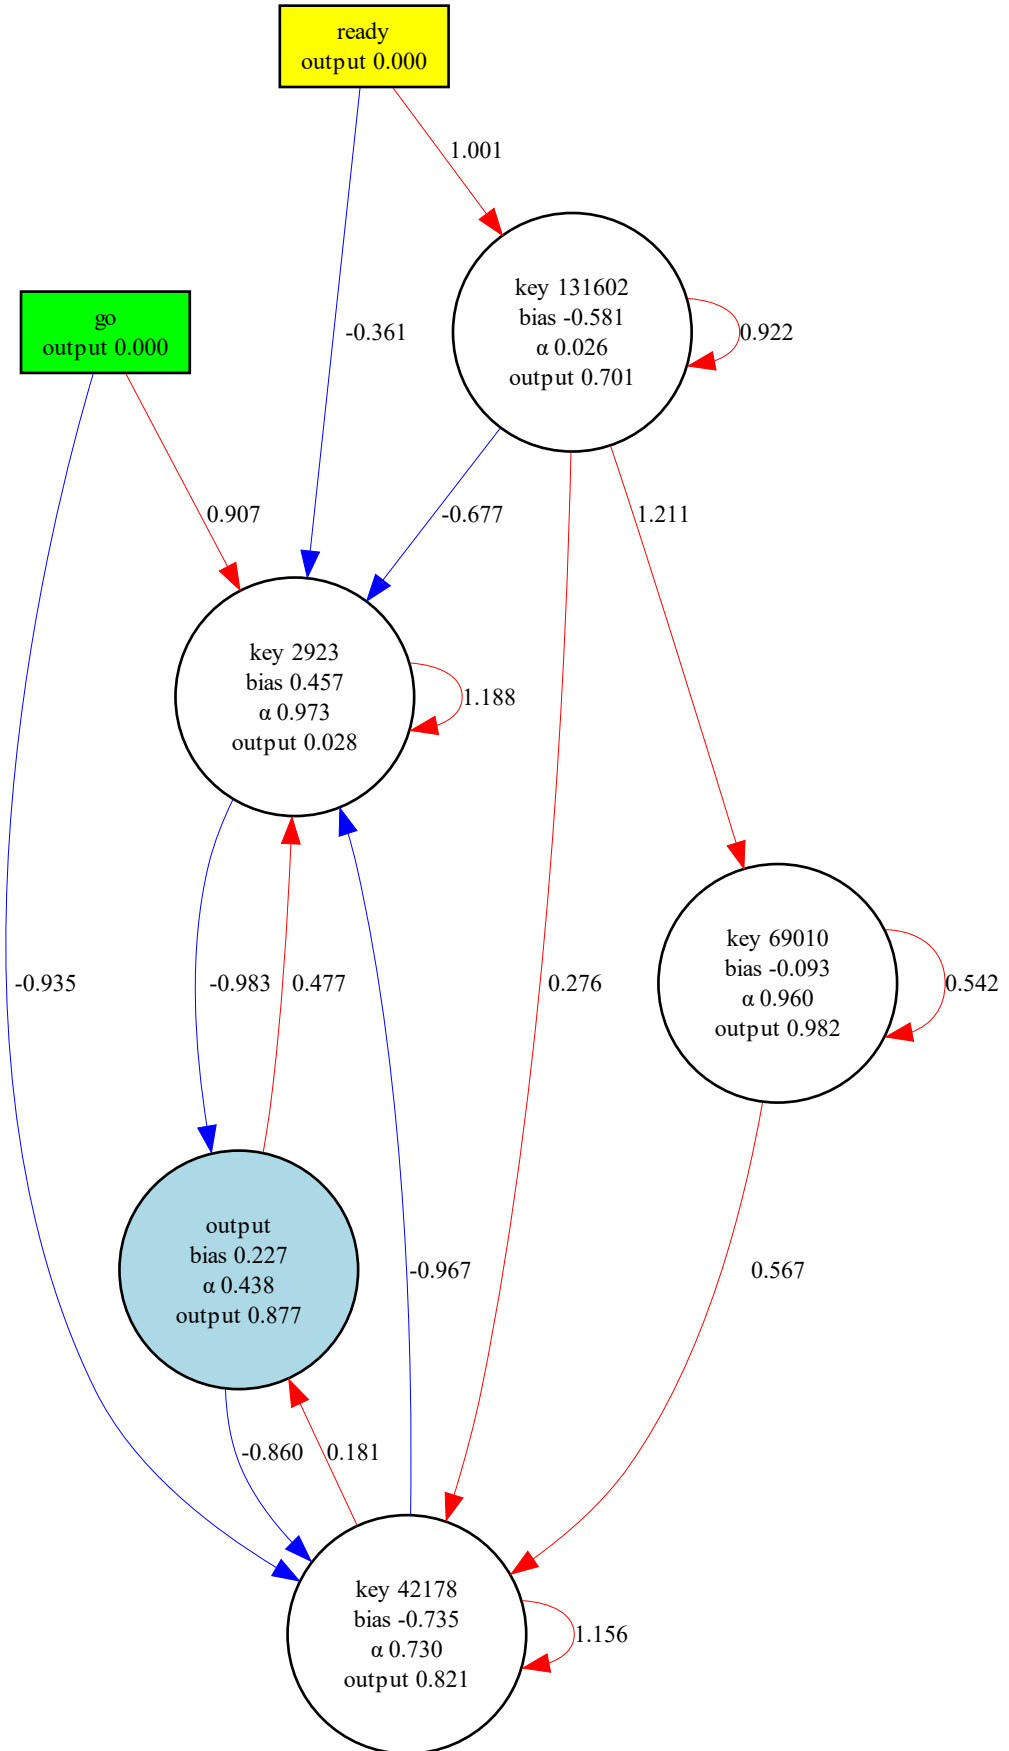 ready
output 0.000
1.001
key 131602
bias -0.581
α 0.026
output 0.701
0.922
go
output 0.000
-0.361
0.907
-0.677
1.211
key 2923
bias 0.457
α 0.973
output 0.028
1.188
key 69010
bias -0.093
α 0.960
output 0.982
0.542
-0.935
-0.983
0.477
0.276
output
bias 0.227
α 0.438
output 0.877
-0.967
0.567
-0.860
0.181
key 42178
bias -0.735
α 0.730
output 0.821
1.156